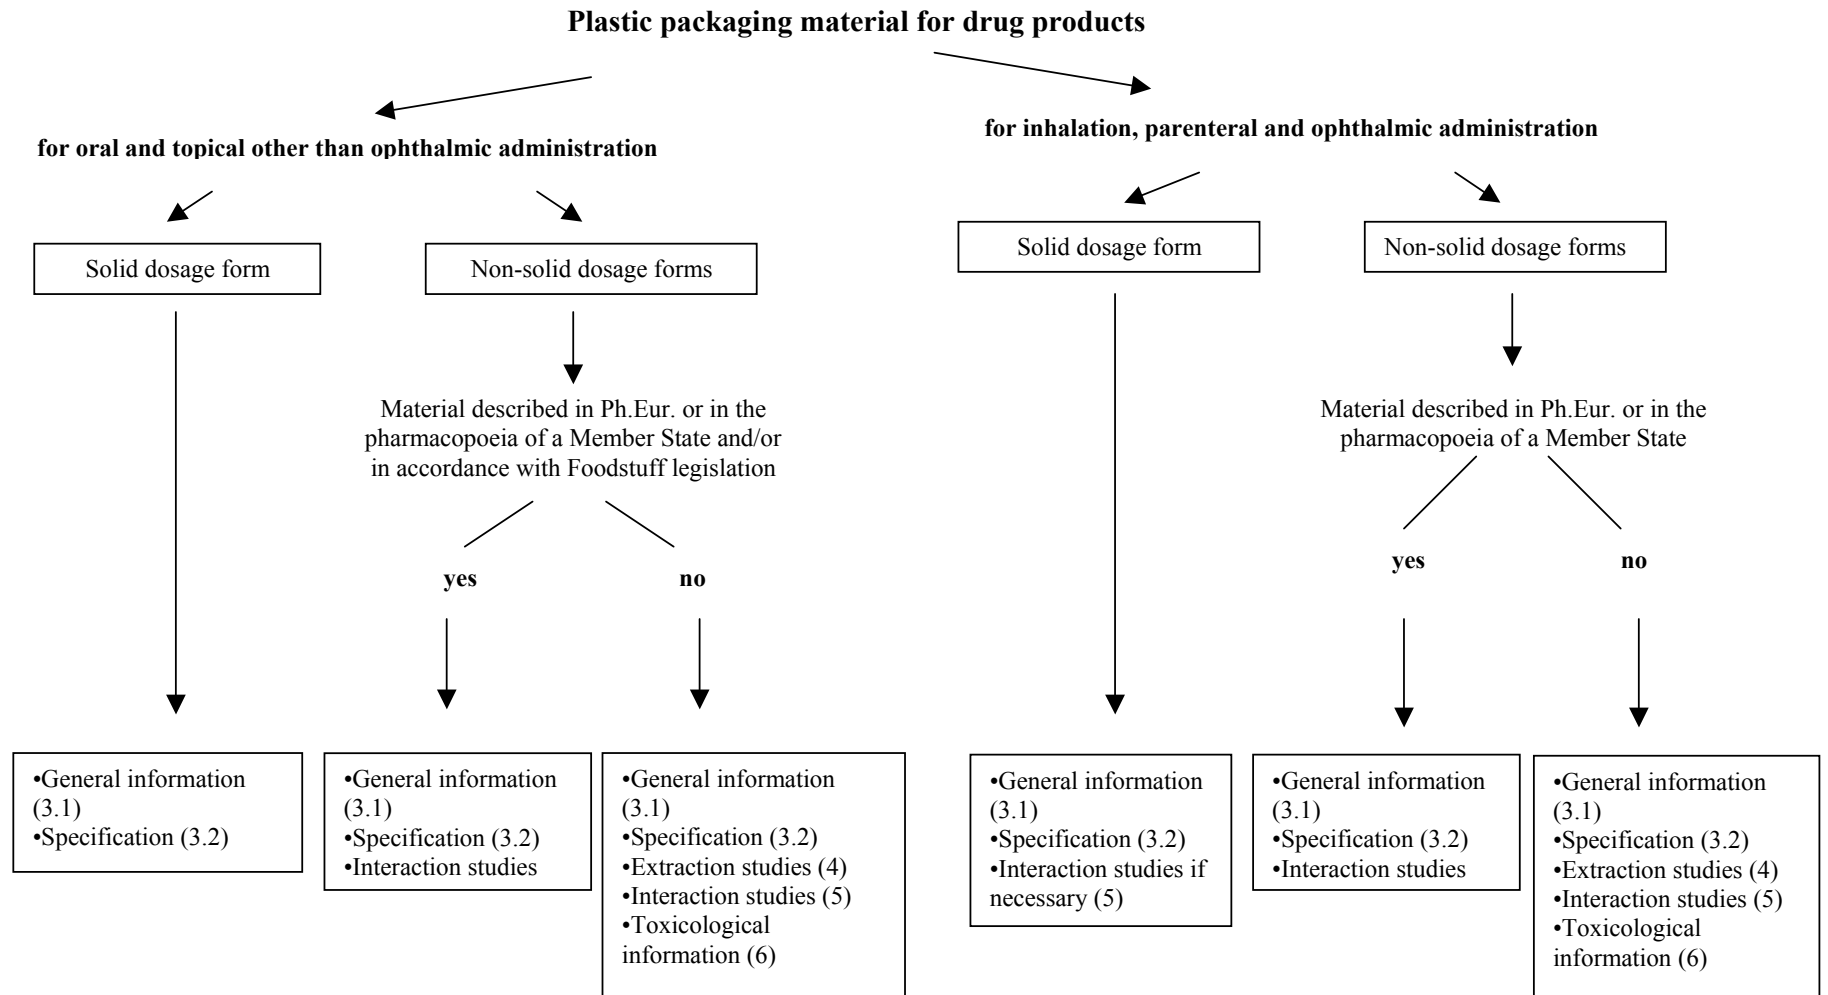 Plastic packaging material for drug products
for oral and topical other than ophthalmic administration
for inhalation, parenteral and ophthalmic administration
Solid dosage form
Non-solid dosage forms
Solid dosage form
Non-solid dosage forms
Material described in Ph.Eur. or in the
pharmacopoeia of a Member State and/or
in accordance with Foodstuff legislation
Material described in Ph.Eur. or in the
pharmacopoeia of a Member State
yes
no
yes
no
•General information
(3.1)
•Specification (3.2)
•General information
(3.1)
•Specification (3.2)
•Interaction studies
•General information
(3.1)
•Specification (3.2)
•Extraction studies (4)
•Interaction studies (5)
•Toxicological
information (6)
•General information
(3.1)
•Specification (3.2)
•Interaction studies if
necessary (5)
•General information
(3.1)
•Specification (3.2)
•Interaction studies
•General information
(3.1)
•Specification (3.2)
•Extraction studies (4)
•Interaction studies (5)
•Toxicological
information (6)